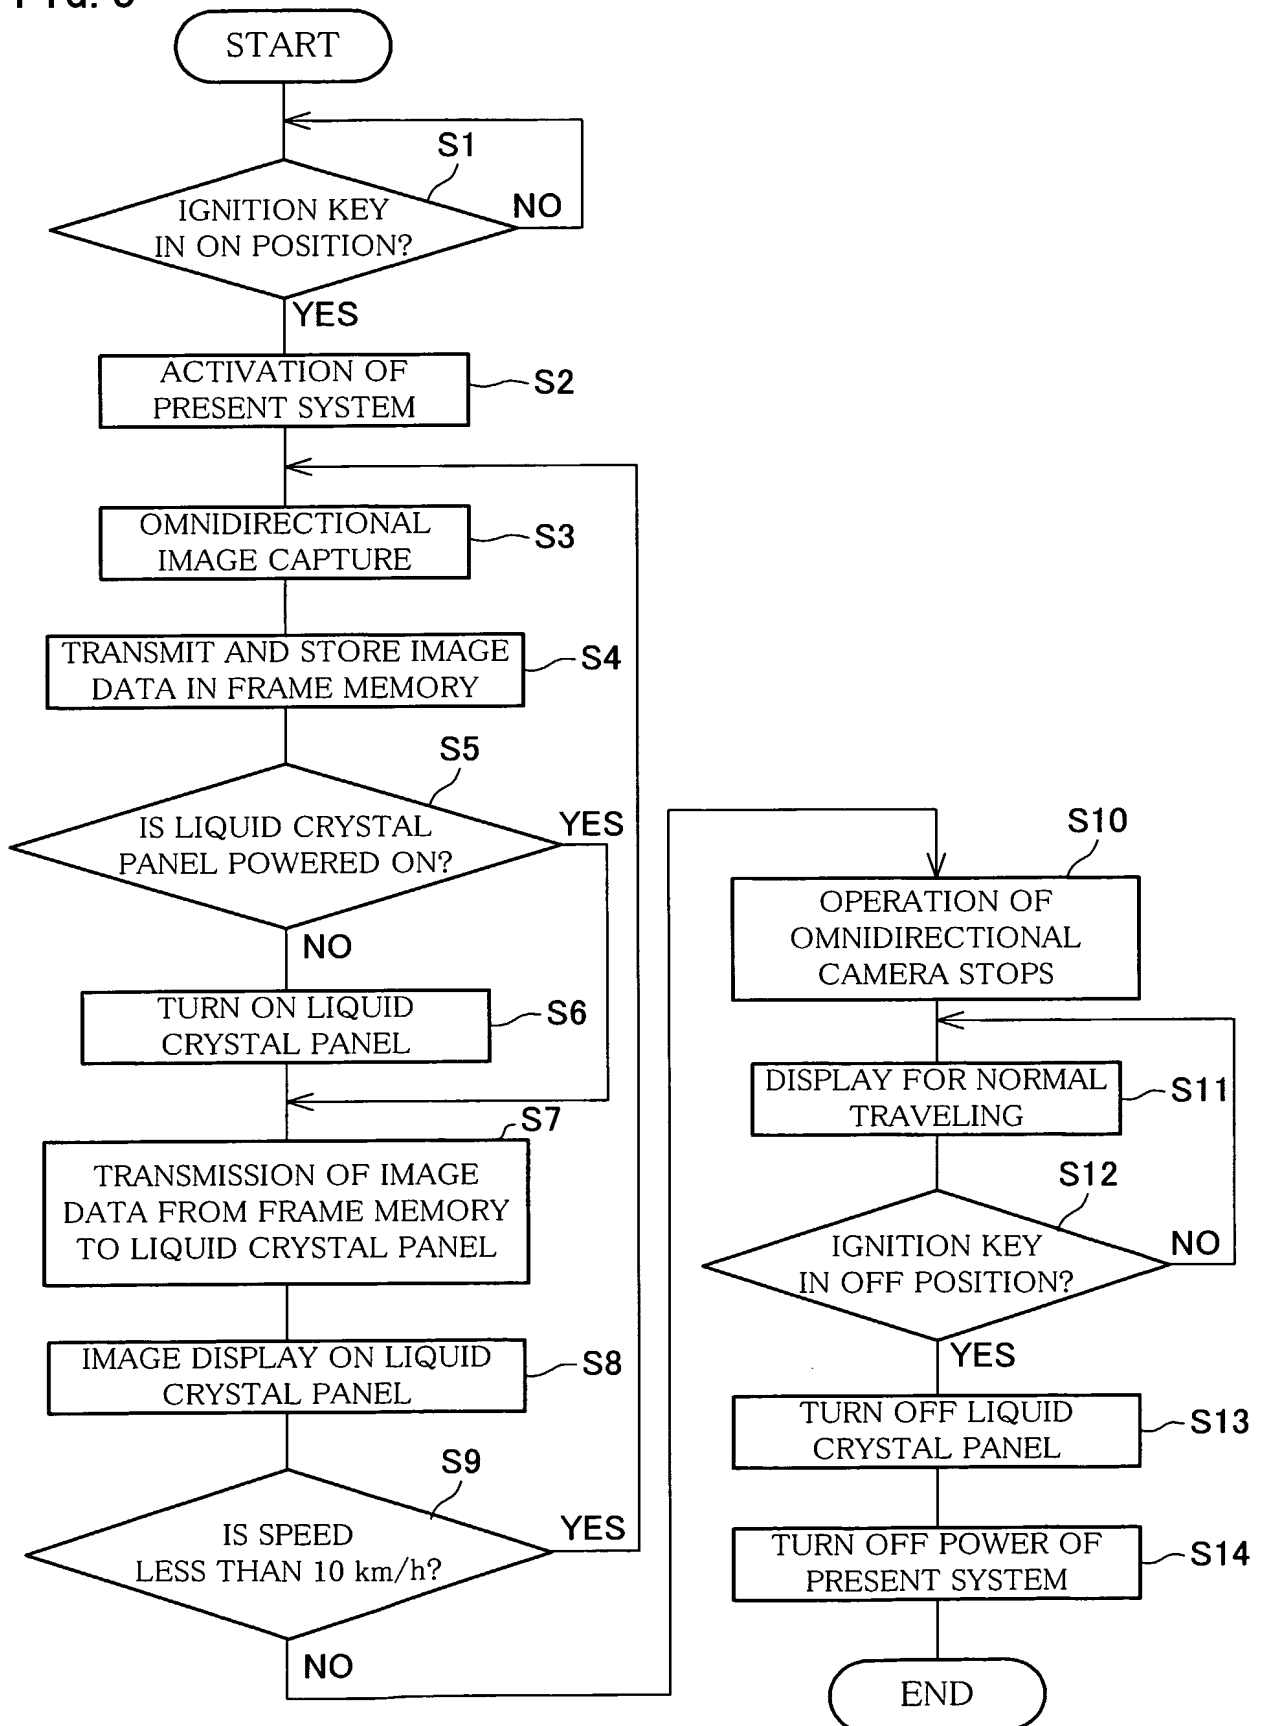 START
S1
IGNITION KEY
IN ON POSITION?
NO
YES
ACTIVATION OF
PRESENT SYSTEM
S2
OMNIDIRECTIONAL
IMAGE CAPTURE
S3
TRANSMIT AND STORE IMAGE
DATA IN FRAME MEMORY
S4
S5
IS LIQUID CRYSTAL
PANEL POWERED ON?
YES
NO
TURN ON LIQUID
CRYSTAL PANEL
S6
S7
TRANSMISSION OF IMAGE
DATA FROM FRAME MEMORY
TO LIQUID CRYSTAL PANEL
IMAGE DISPLAY ON LIQUID
CRYSTAL PANEL
S8
S9
IS SPEED
LESS THAN 10 km/h?
YES
NO
S10
OPERATION OF
OMNIDIRECTIONAL
CAMERA STOPS
DISPLAY FOR NORMAL
TRAVELING
S11
S12
IGNITION KEY
IN OFF POSITION?
NO
YES
TURN OFF LIQUID
CRYSTAL PANEL
S13
TURN OFF POWER OF
PRESENT SYSTEM
S14
END